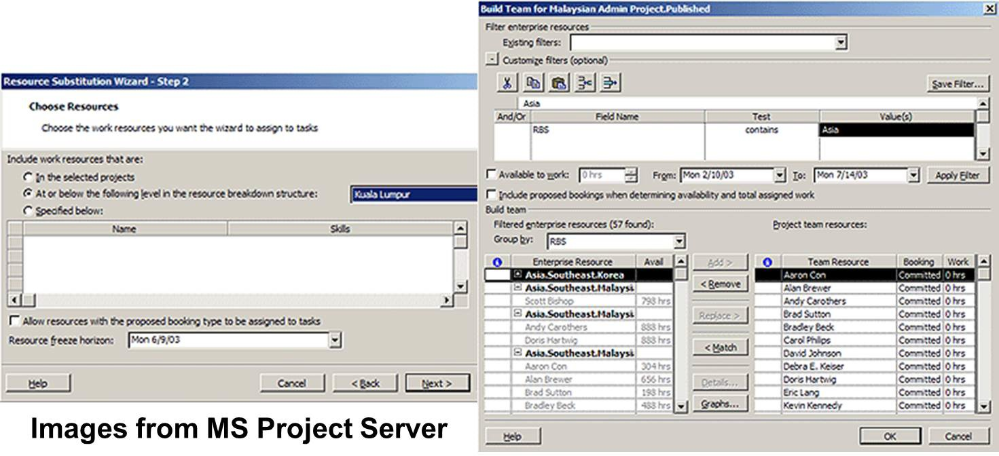 Resource Substitution Wizard - Step 2
Choose Resources
Choose the work resources you want the wizard to assign to tasks
Include work resources that are:
In the selected projects
At or below the following level in the resource breakdown structure: Kuala Lumpur
Specified below:
Name Skills
Allow resources with the proposed booking type to be assigned to tasks
Resource freeze horizon: Mon 6/9/03
Help Cancel < Back Next >
Images from MS Project Server
Build Team for Malaysian Admin Project.Published
Filter enterprise resources
Existing filters:
- Customize filters (optional)
Save Filter...
Asia
And/Or Field Name Test Value(s)
RBS contains Asia
Available to work: 0 hrs From: Mon 2/10/03 To: Mon 7/14/03 Apply Filter
Include proposed bookings when determining availability and total assigned work
Build team
Filtered enterprise resources (57 found): Project team resources:
Group by: RBS
Enterprise Resource Avail Add > Team Resource Booking Work
Asia.Southeast.Korea Aaron Con Committed 0 hrs
Asia.Southeast.Malaysi < Remove Alan Brewer Committed 0 hrs
Scott Bishop 798 hrs Andy Carothers Committed 0 hrs
Asia.Southeast.Malaysi Replace > Brad Sutton Committed 0 hrs
Andy Carothers 888 hrs Bradley Beck Committed 0 hrs
Doris Hartwig 888 hrs < Match Carol Philips Committed 0 hrs
Asia.Southeast.Malaysi David Johnson Committed 0 hrs
Aaron Con 304 hrs Debra E. Keiser Committed 0 hrs
Alan Brewer 656 hrs Details... Doris Hartwig Committed 0 hrs
Brad Sutton 198 hrs Eric Lang Committed 0 hrs
Bradley Beck 488 hrs Graphs... Kevin Kennedy Committed 0 hrs
Help OK Cancel